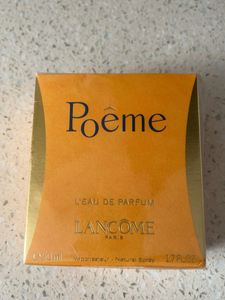 Poême
L'EAU DE PARFUM
LANCÔME
PARIS
Vaporisateur - Natural Spray
1.7 FL.OZ